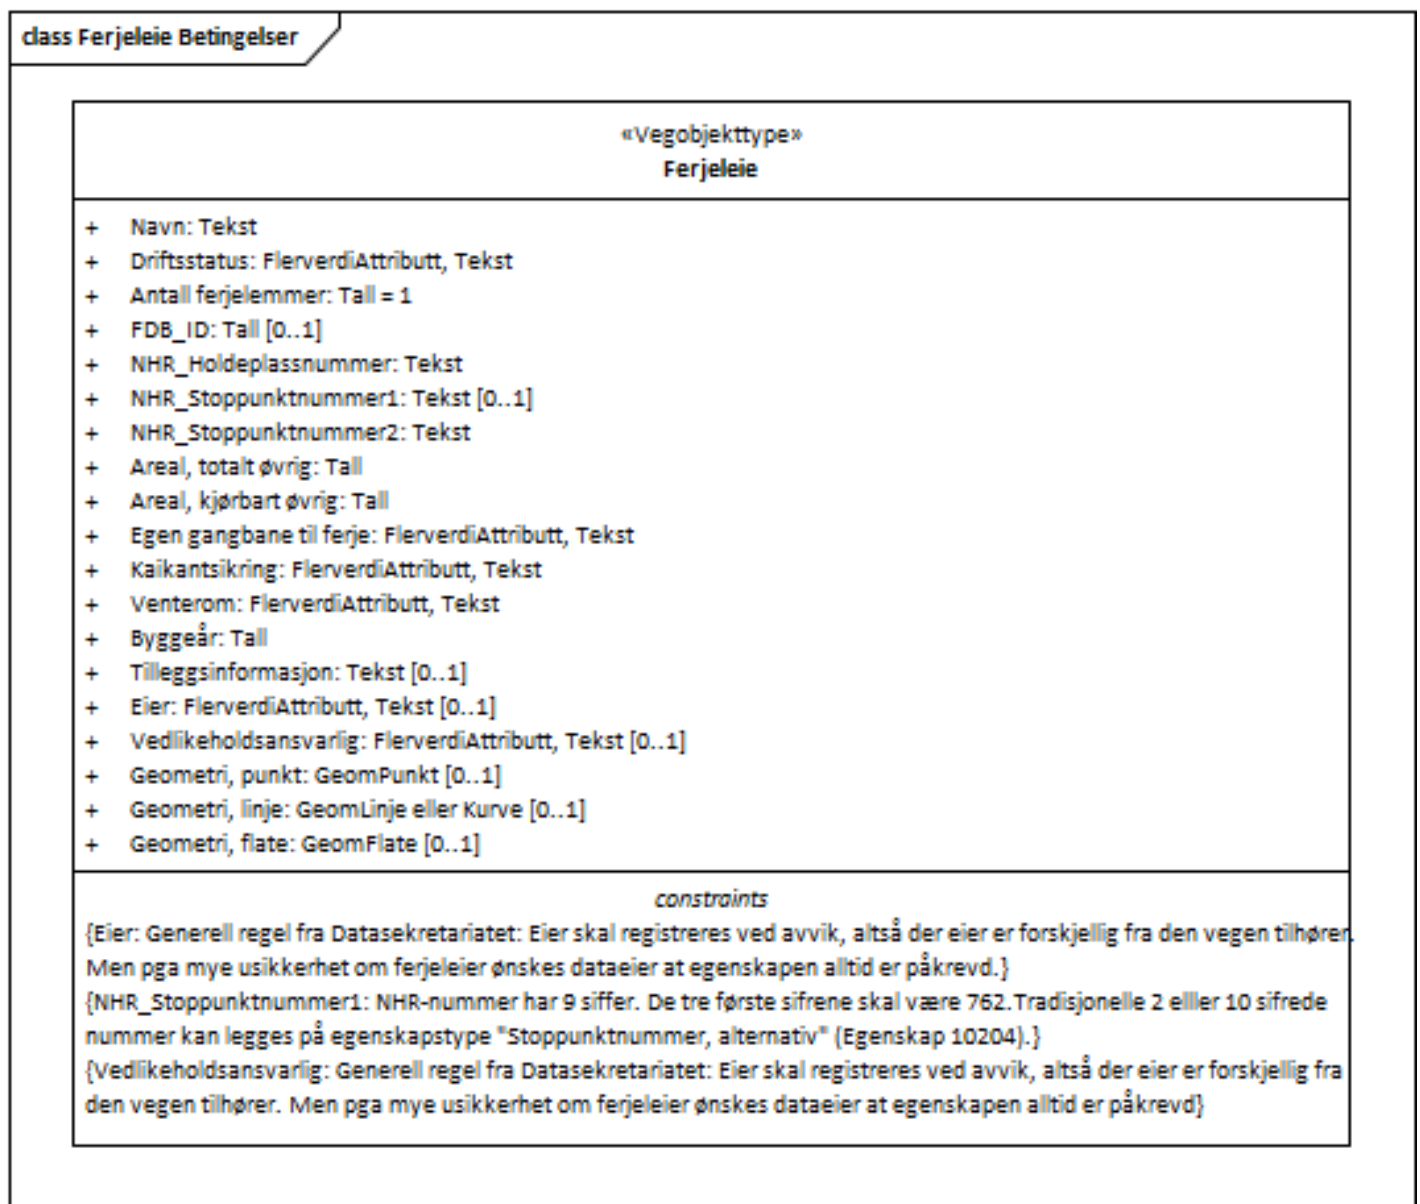 class Ferjeleie Betingelser
«Vegobjekttype»
Ferjeleie
+ Navn: Tekst
+ Driftsstatus: FlerverdiAttributt, Tekst
+ Antall ferjelemmer: Tall = 1
+ FDB_ID: Tall [0..1]
+ NHR_Holdeplassnummer: Tekst
+ NHR_Stoppunktnummer1: Tekst [0..1]
+ NHR_Stoppunktnummer2: Tekst
+ Areal, totalt øvrig: Tall
+ Areal, kjørbart øvrig: Tall
+ Egen gangbane til ferje: FlerverdiAttributt, Tekst
+ Kaikantsikring: FlerverdiAttributt, Tekst
+ Venterom: FlerverdiAttributt, Tekst
+ Byggeår: Tall
+ Tilleggsinformasjon: Tekst [0..1]
+ Eier: FlerverdiAttributt, Tekst [0..1]
+ Vedlikeholdsansvarlig: FlerverdiAttributt, Tekst [0..1]
+ Geometri, punkt: GeomPunkt [0..1]
+ Geometri, linje: GeomLinje eller Kurve [0..1]
+ Geometri, flate: GeomFlate [0..1]
constraints
{Eier: Generell regel fra Datasekretariatet: Eier skal registreres ved avvik, altså der eier er forskjellig fra den vegen tilhører.
Men pga mye usikkerhet om ferjeleier ønskes dataeier at egenskapen alltid er påkrevd.}
{NHR_Stoppunktnummer1: NHR-nummer har 9 siffer. De tre første sifrene skal være 762.Tradisjonelle 2 elller 10 sifrede
nummer kan legges på egenskapstype "Stoppunktnummer, alternativ" (Egenskap 10204).}
{Vedlikeholdsansvarlig: Generell regel fra Datasekretariatet: Eier skal registreres ved avvik, altså der eier er forskjellig fra
den vegen tilhører. Men pga mye usikkerhet om ferjeleier ønskes dataeier at egenskapen alltid er påkrevd}